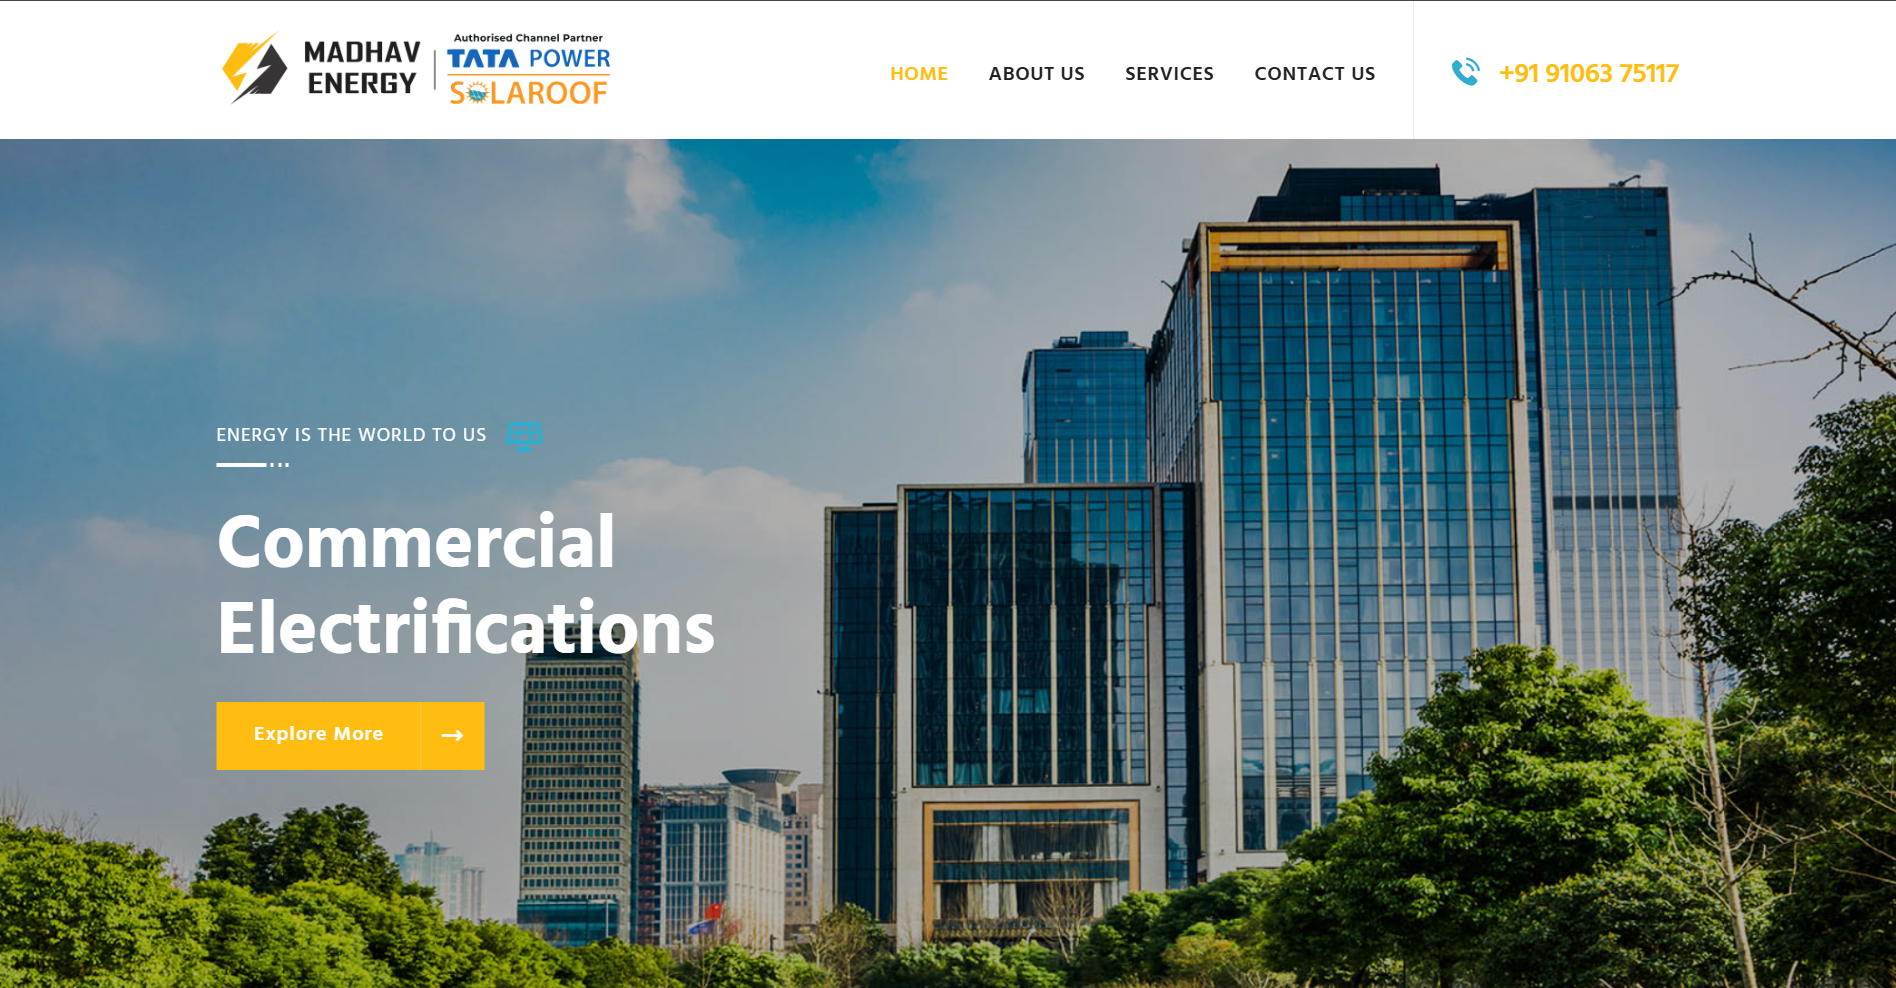 MADHAV
ENERGY
Authorised Channel Partner
TATA POWER
SOLAROOF
HOME
ABOUT US
SERVICES
CONTACT US
+91 91063 75117
ENERGY IS THE WORLD TO US
Commercial
Electrifications
Explore More